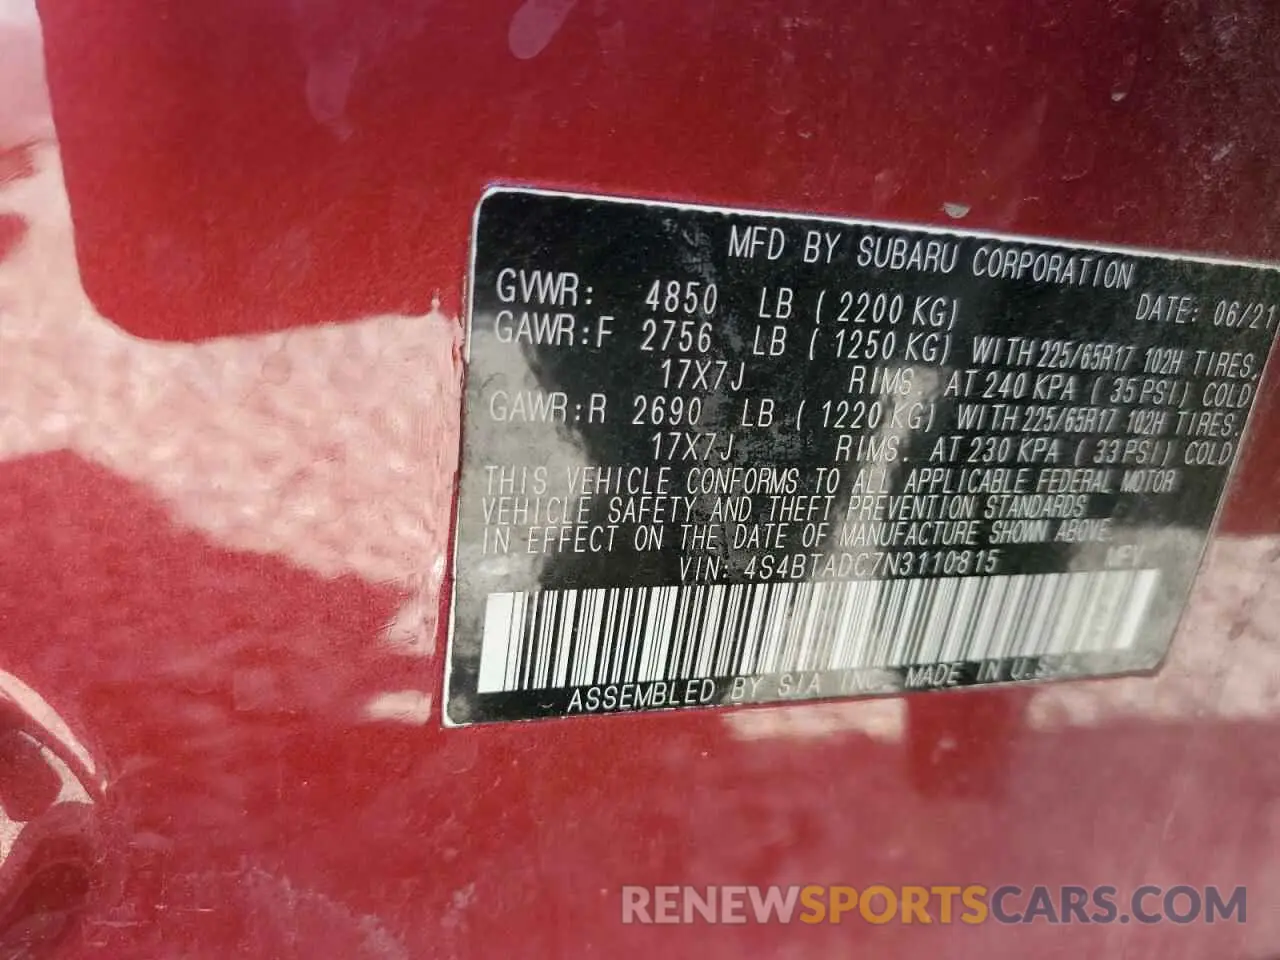 MFD BY SUBARU CORPORATION
GVWR: 4850 LB ( 2200 KG) DATE: 06/21
GAWR:F 2756 LB ( 1250 KG) WITH 225/65R17 102H TIRES,
17X7J RIMS. AT 240 KPA ( 35 PSI) COLD
GAWR:R 2690 LB ( 1220 KG) WITH 225/65R17 102H TIRES.
17X7J RIMS. AT 230 KPA ( 33 PSI) COLD
THIS VEHICLE CONFORMS TO ALL APPLICABLE FEDERAL MOTOR
VEHICLE SAFETY AND THEFT PREVENTION STANDARDS
IN EFFECT ON THE DATE OF MANUFACTURE SHOWN ABOVE.
VIN: 4S4BTADC7N3110815 MPV
ASSEMBLED BY SIA INC. MADE IN U.S.A.
RENEWSPORTSCARS.COM